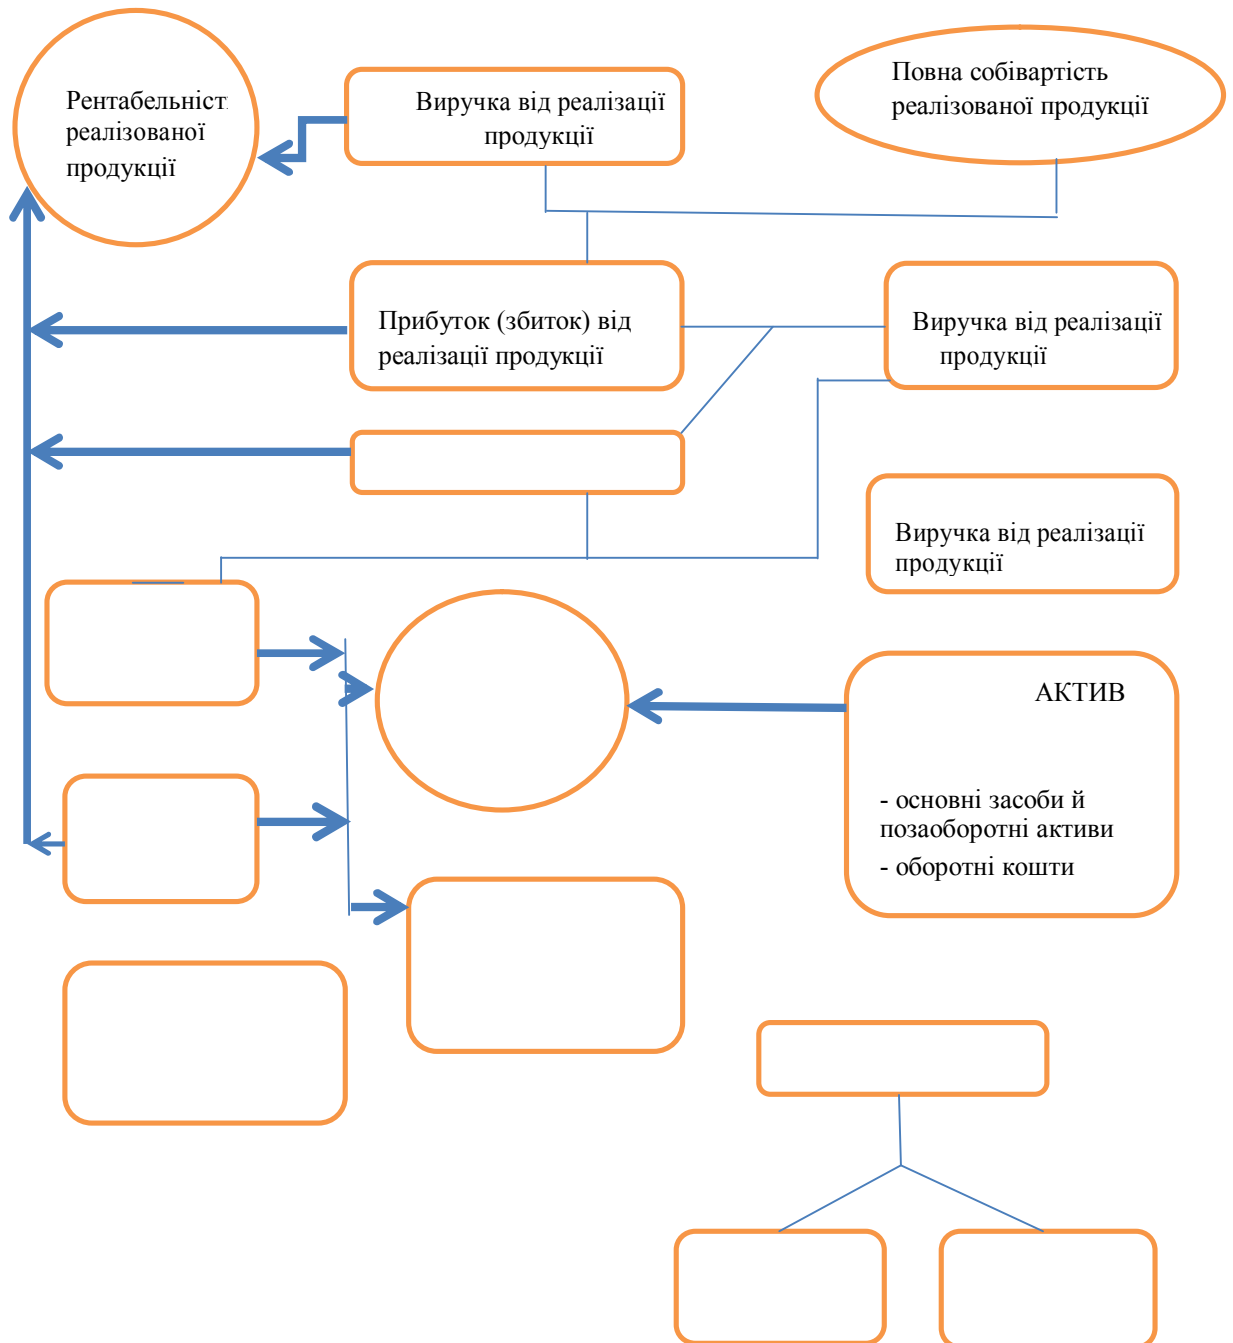 Рентабельніст
реалізованої
продукції
Виручка від реалізації
продукції
Повна собівартість
реалізованої продукції
Прибуток (збиток) від
реалізації продукції
Виручка від реалізації
продукції
Виручка від реалізації
продукції
АКТИВ
- основні засоби й
позаоборотні активи
- оборотні кошти